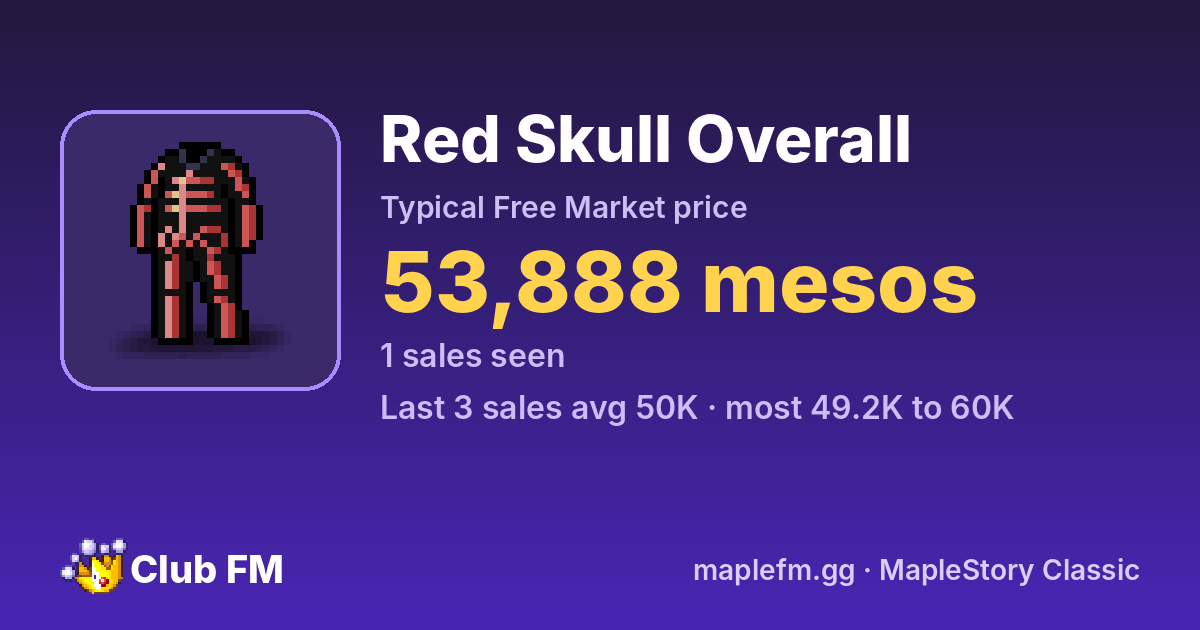 Red Skull Overall
Typical Free Market price
53,888 mesos
1 sales seen
Last 3 sales avg 50K · most 49.2K to 60K
Club FM
maplefm.gg · MapleStory Classic